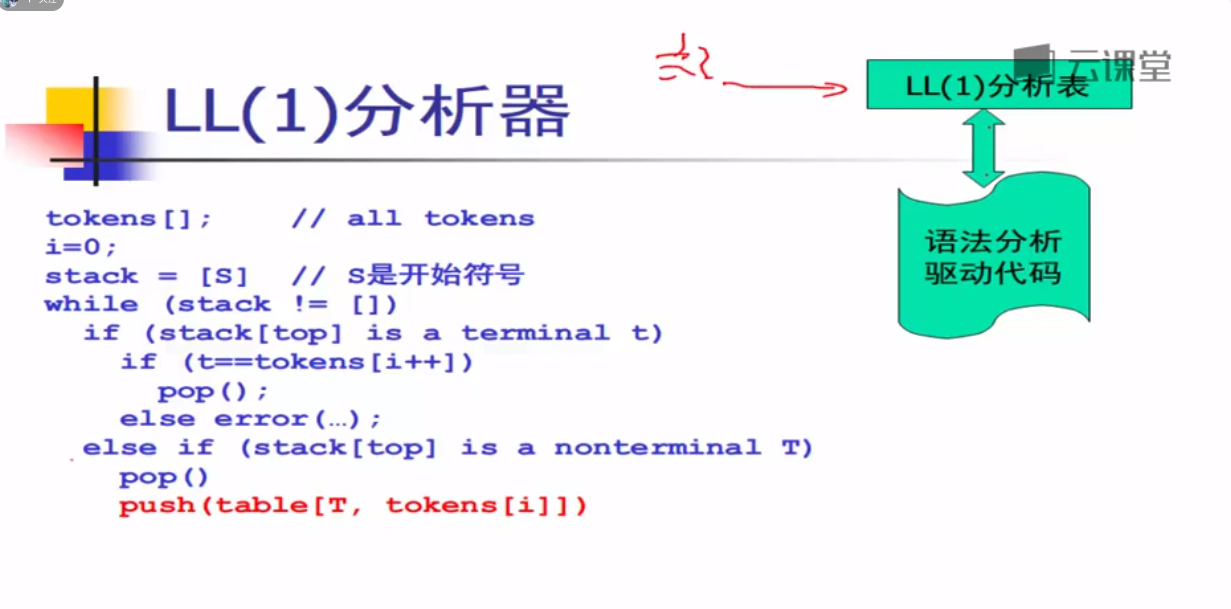 云课堂
LL(1)分析器
LL(1)分析表
语法分析
驱动代码
tokens[]; // all tokens
i=0;
stack = [S] // S是开始符号
while (stack != [])
if (stack[top] is a terminal t)
if (t==tokens[i++])
pop();
else error(…);
else if (stack[top] is a nonterminal T)
pop()
push(table[T, tokens[i]])